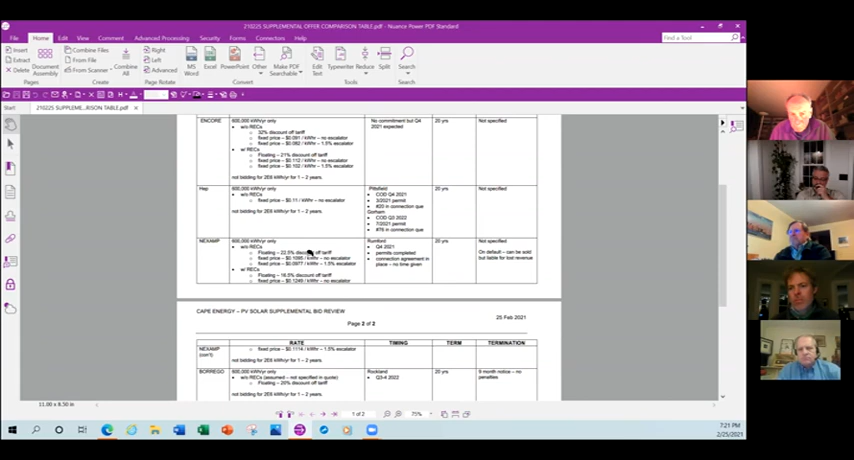 210225 SUPPLEMENTAL OFFER COMPARISON TABLE.pdf - Nuance Power PDF Standard
File Home Edit View Comment Advanced Processing Security Forms Connectors Help
Find a Tool
Insert
Extract
Delete
Document Assembly
Pages
Combine Files
From File
From Scanner
Combine All
Create
Right
Left
Advanced
Page Rotate
MS Word
Excel
PowerPoint
Other
Make PDF Searchable
Convert
Edit Text
Typewriter
Reduce
Split
Tools
Search
Search
Start
210225 SUPPLEME...RISON TABLE.pdf
ENCORE
600,000 kWh/yr only
w/o RECs
32% discount off tariff
fixed price – $0.091 / kWhr – no escalator
fixed price – $0.082 / kWhr – 1.5% escalator
w/ RECs
Floating – 21% discount off tariff
fixed price – $0.112 / kWhr – no escalator
fixed price – $0.102 / kWhr – 1.5% escalator
not bidding for 2E6 kWh/yr for 1 – 2 years.
No commitment but Q4 2021 expected
20 yrs
Not specified
Hep
600,000 kWh/yr only
w/o RECs
fixed price – $0.11 / kWhr – no escalator
not bidding for 2E6 kWh/yr for 1 – 2 years.
Pittsfield
COD Q4 2021
3/2021 permit
#20 in connection que
Gorham
COD Q3 2022
7/2021 permit
#76 in connection que
20 yrs
Not specified
NEXAMP
600,000 kWh/yr only
w/o RECs
Floating – 22.5% discount off tariff
fixed price – $0.1095 / kWhr – no escalator
fixed price – $0.0977 / kWhr – 1.5% escalator
w/ RECs
Floating – 16.5% discount off tariff
fixed price – $0.1249 / kWhr – no escalator
Rumford
Q4 2021
permits completed
connection agreement in place – no time given
20 yrs
Not specified
On default – can be sold but liable for lost revenue
CAPE ENERGY – PV SOLAR SUPPLEMENTAL BID REVIEW
25 Feb 2021
Page 2 of 2
RATE TIMING TERM TERMINATION
NEXAMP (con't)
fixed price – $0.1114 / kWhr – 1.5% escalator
not bidding for 2E6 kWh/yr for 1 – 2 years.
BORREGO
600,000 kWh/yr only
w/o RECs (assumed – not specified in quote)
Floating – 20% discount off tariff
not bidding for 2E6 kWh/yr for 1 – 2 years.
Rockland
Q3-4 2022
20 yrs
9 month notice – no penalties
11.00 x 8.50 in
1 of 2
75%
7:21 PM
2/25/2021